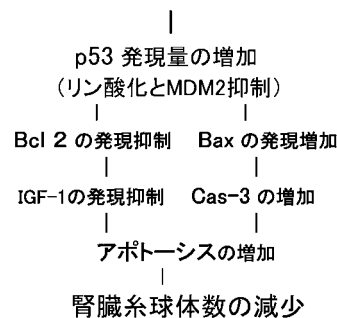 p53 発現量の増加
(リン酸化とMDM2抑制)
Bcl 2 の発現抑制 Bax の発現増加
IGF-1の発現抑制 Cas-3 の増加
アポトーシスの増加
腎臓糸球体数の減少